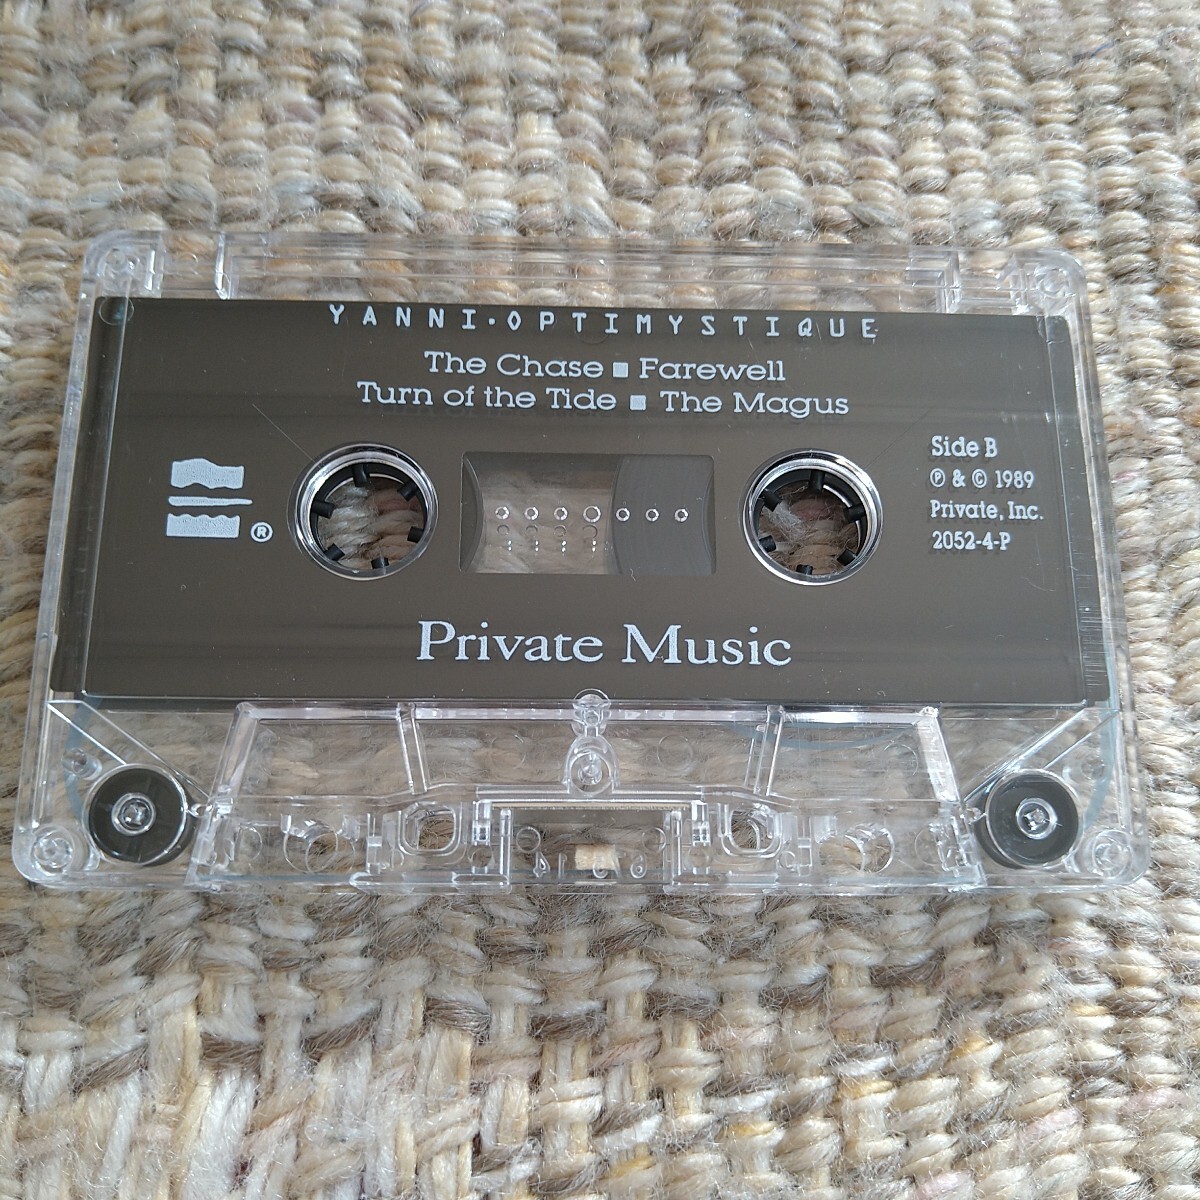 YANNI•OPTIMYSTIQUE
The Chase ■ Farewell
Turn of the Tide ■ The Magus
Side B
℗ & © 1989
Private, Inc.
2052-4-P
®
Private Music